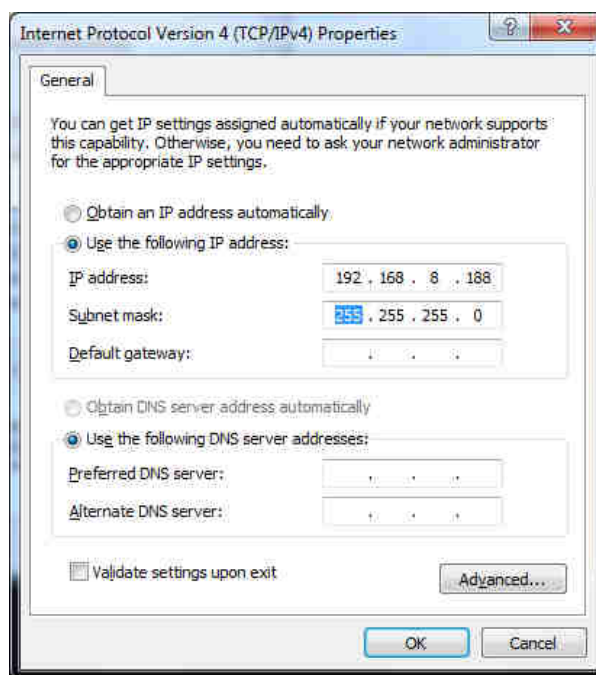 Internet Protocol Version 4 (TCP/IPv4) Properties
General
You can get IP settings assigned automatically if your network supports
this capability. Otherwise, you need to ask your network administrator
for the appropriate IP settings.
Obtain an IP address automatically
Use the following IP address:
IP address: 192 . 168 . 8 . 188
Subnet mask: 255 . 255 . 255 . 0
Default gateway: . . .
Obtain DNS server address automatically
Use the following DNS server addresses:
Preferred DNS server: . . .
Alternate DNS server: . . .
Validate settings upon exit
Advanced...
OK Cancel